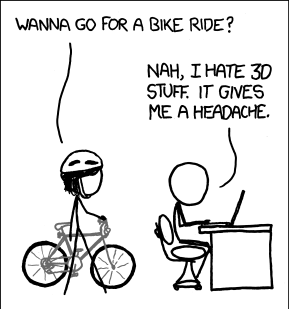 WANNA GO FOR A BIKE RIDE?
NAH, I HATE 3D
STUFF. IT GIVES
ME A HEADACHE.